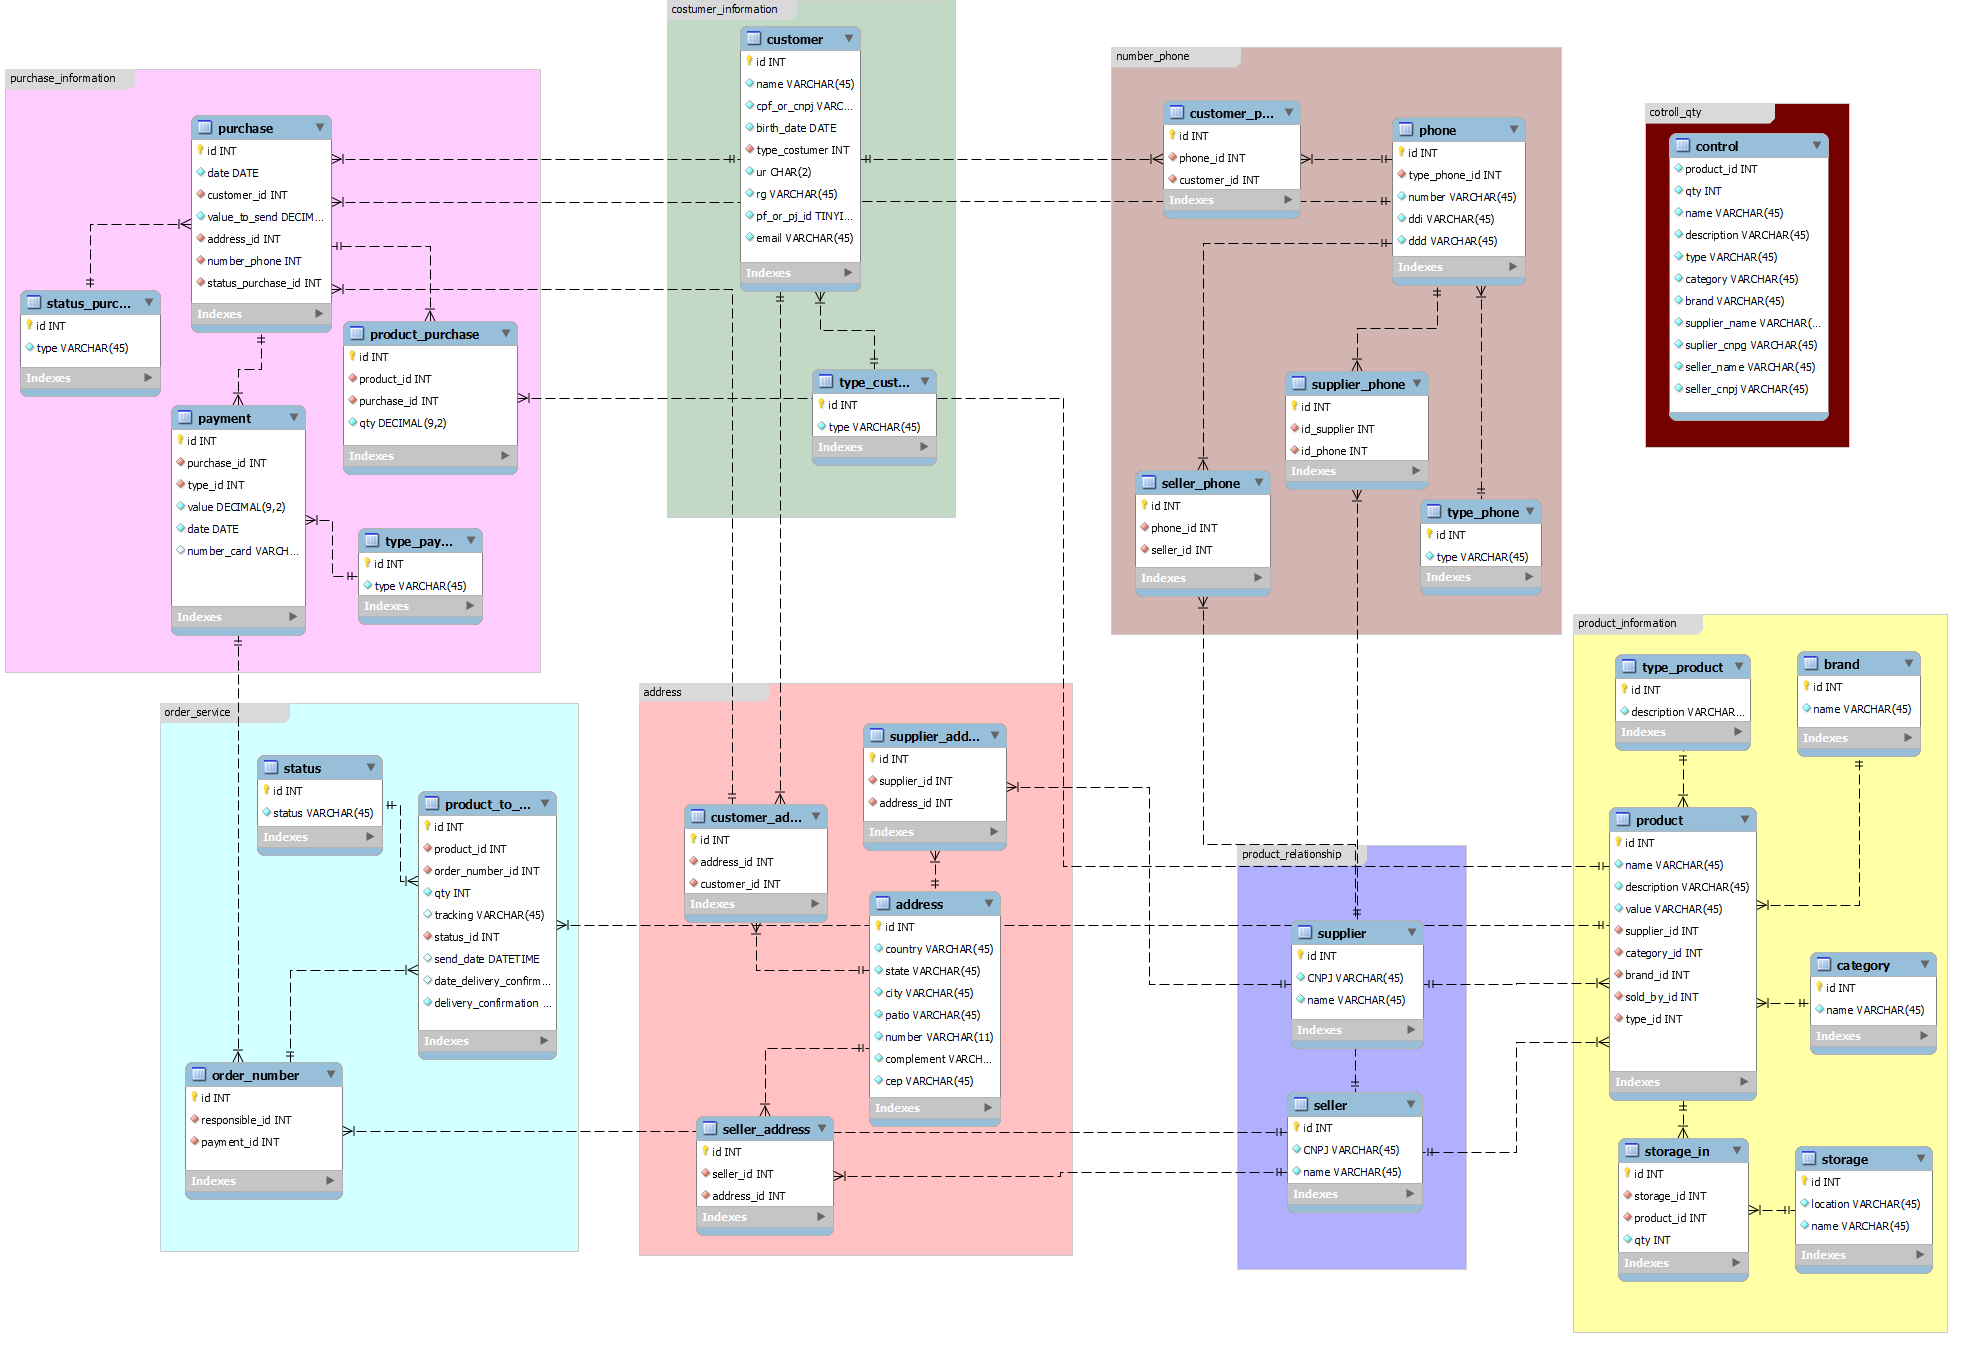 costumer_information
customer
id INT
name VARCHAR(45)
cpf_or_cnpj VARC...
birth_date DATE
type_costumer INT
ur CHAR(2)
rg VARCHAR(45)
pf_or_pj_id TINYI...
email VARCHAR(45)
Indexes
type_cust...
id INT
type VARCHAR(45)
Indexes
purchase_information
purchase
id INT
date DATE
customer_id INT
value_to_send DECIM...
address_id INT
number_phone INT
status_purchase_id INT
Indexes
status_purc...
id INT
type VARCHAR(45)
Indexes
product_purchase
id INT
product_id INT
purchase_id INT
qty DECIMAL(9,2)
Indexes
payment
id INT
purchase_id INT
type_id INT
value DECIMAL(9,2)
date DATE
number_card VARCH...
Indexes
type_pay...
id INT
type VARCHAR(45)
Indexes
number_phone
customer_p...
id INT
phone_id INT
customer_id INT
Indexes
phone
id INT
type_phone_id INT
number VARCHAR(45)
ddi VARCHAR(45)
ddd VARCHAR(45)
Indexes
supplier_phone
id INT
id_supplier INT
id_phone INT
Indexes
seller_phone
id INT
phone_id INT
seller_id INT
Indexes
type_phone
id INT
type VARCHAR(45)
Indexes
cotroll_qty
control
product_id INT
qty INT
name VARCHAR(45)
description VARCHAR(45)
type VARCHAR(45)
category VARCHAR(45)
brand VARCHAR(45)
supplier_name VARCHAR(...
suplier_cnpg VARCHAR(45)
seller_name VARCHAR(45)
seller_cnpj VARCHAR(45)
order_service
status
id INT
status VARCHAR(45)
Indexes
product_to_...
id INT
product_id INT
order_number_id INT
qty INT
tracking VARCHAR(45)
status_id INT
send_date DATETIME
date_delivery_confirm...
delivery_confirmation ...
Indexes
order_number
id INT
responsible_id INT
payment_id INT
Indexes
address
supplier_add...
id INT
supplier_id INT
address_id INT
Indexes
customer_ad...
id INT
address_id INT
customer_id INT
Indexes
address
id INT
country VARCHAR(45)
state VARCHAR(45)
city VARCHAR(45)
patio VARCHAR(45)
number VARCHAR(11)
complement VARCH...
cep VARCHAR(45)
Indexes
seller_address
id INT
seller_id INT
address_id INT
Indexes
product_relationship
supplier
id INT
CNPJ VARCHAR(45)
name VARCHAR(45)
Indexes
seller
id INT
CNPJ VARCHAR(45)
name VARCHAR(45)
Indexes
product_information
type_product
id INT
description VARCHAR...
Indexes
brand
id INT
name VARCHAR(45)
Indexes
product
id INT
name VARCHAR(45)
description VARCHAR(45)
value VARCHAR(45)
supplier_id INT
category_id INT
brand_id INT
sold_by_id INT
type_id INT
Indexes
category
id INT
name VARCHAR(45)
Indexes
storage_in
id INT
storage_id INT
product_id INT
qty INT
Indexes
storage
id INT
location VARCHAR(45)
name VARCHAR(45)
Indexes